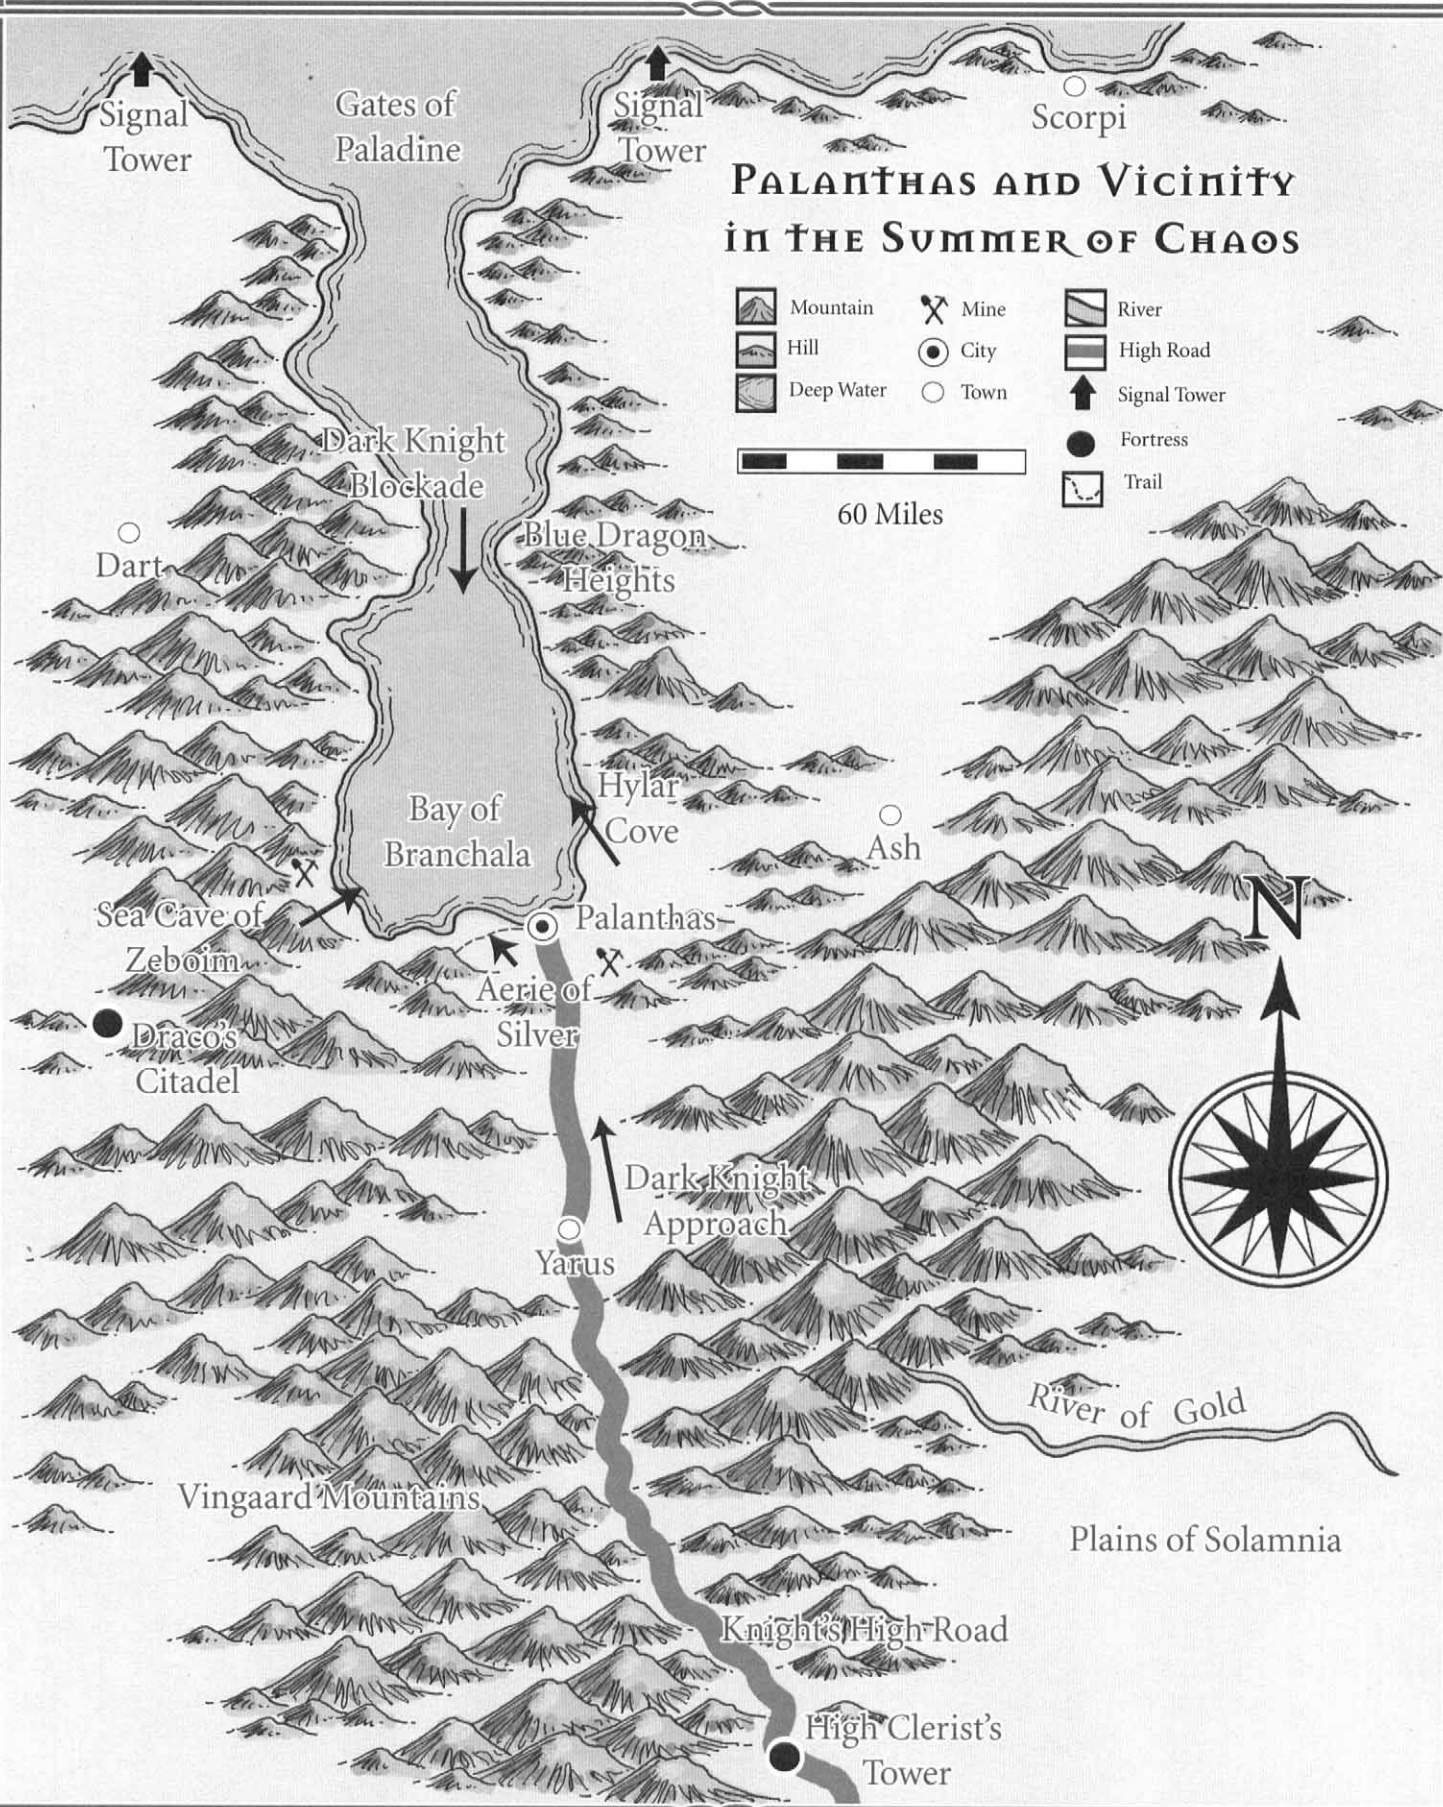 Signal
Tower
Gates of
Paladine
Signal
Tower
Scorpi
PALANTHAS AND VICINITY
IN THE SUMMER OF CHAOS
Mountain
Mine
River
Hill
City
High Road
Deep Water
Town
Signal Tower
Fortress
Trail
60 Miles
Dark Knight
Blockade
Dart
Blue Dragon
Heights
Hylar
Cove
Bay of
Branchala
Ash
N
Sea Cave of
Zeboim
Palanthas
Aerie of
Silver
Draco's
Citadel
Dark Knight
Approach
Yarus
River of Gold
Vingaard Mountains
Plains of Solamnia
Knight's High Road
High Clerist's
Tower